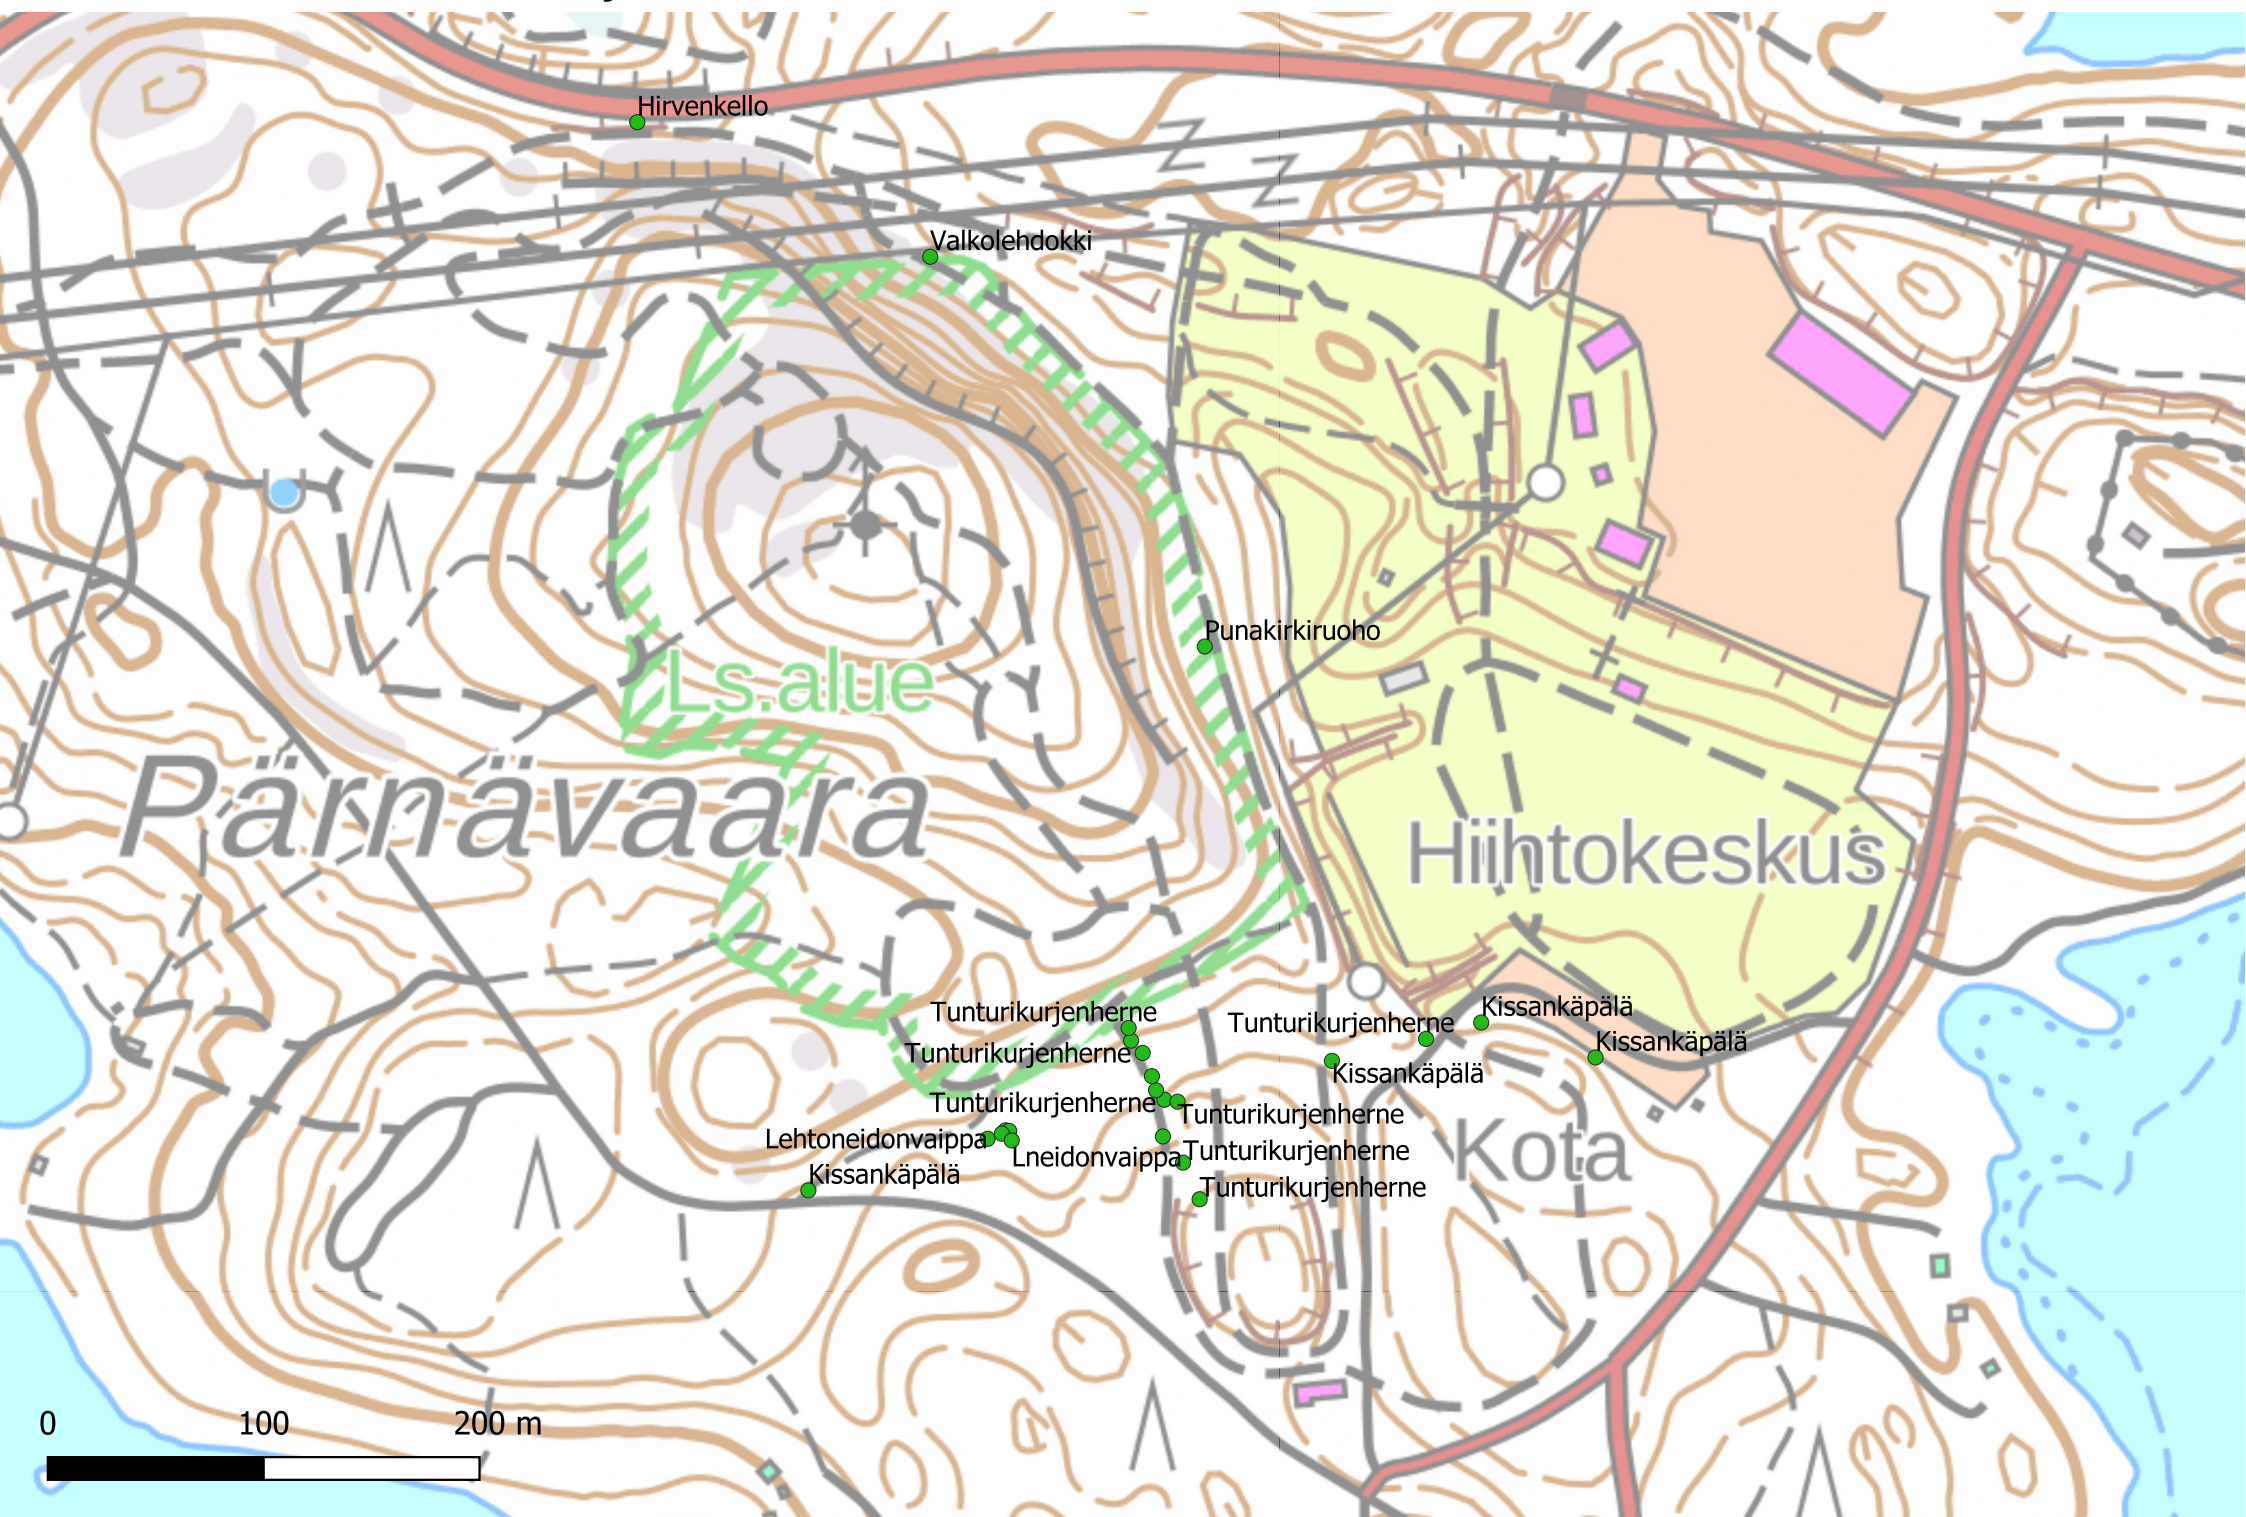 Hirvenkello
Valkolehdokki
Punakirkiruoho
Ls.alue
Pärnävaara
Hiihtokeskus
Tunturikurjenherne
Tunturikurjenherne
Kissankäpälä
Kissankäpälä
Tunturikurjenherne
Kissankäpälä
Tunturikurjenherne
Tunturikurjenherne
Kota
Lehtoneidonvaippa
Lneidonvaippa
Tunturikurjenherne
Kissankäpälä
Tunturikurjenherne
0 100 200 m